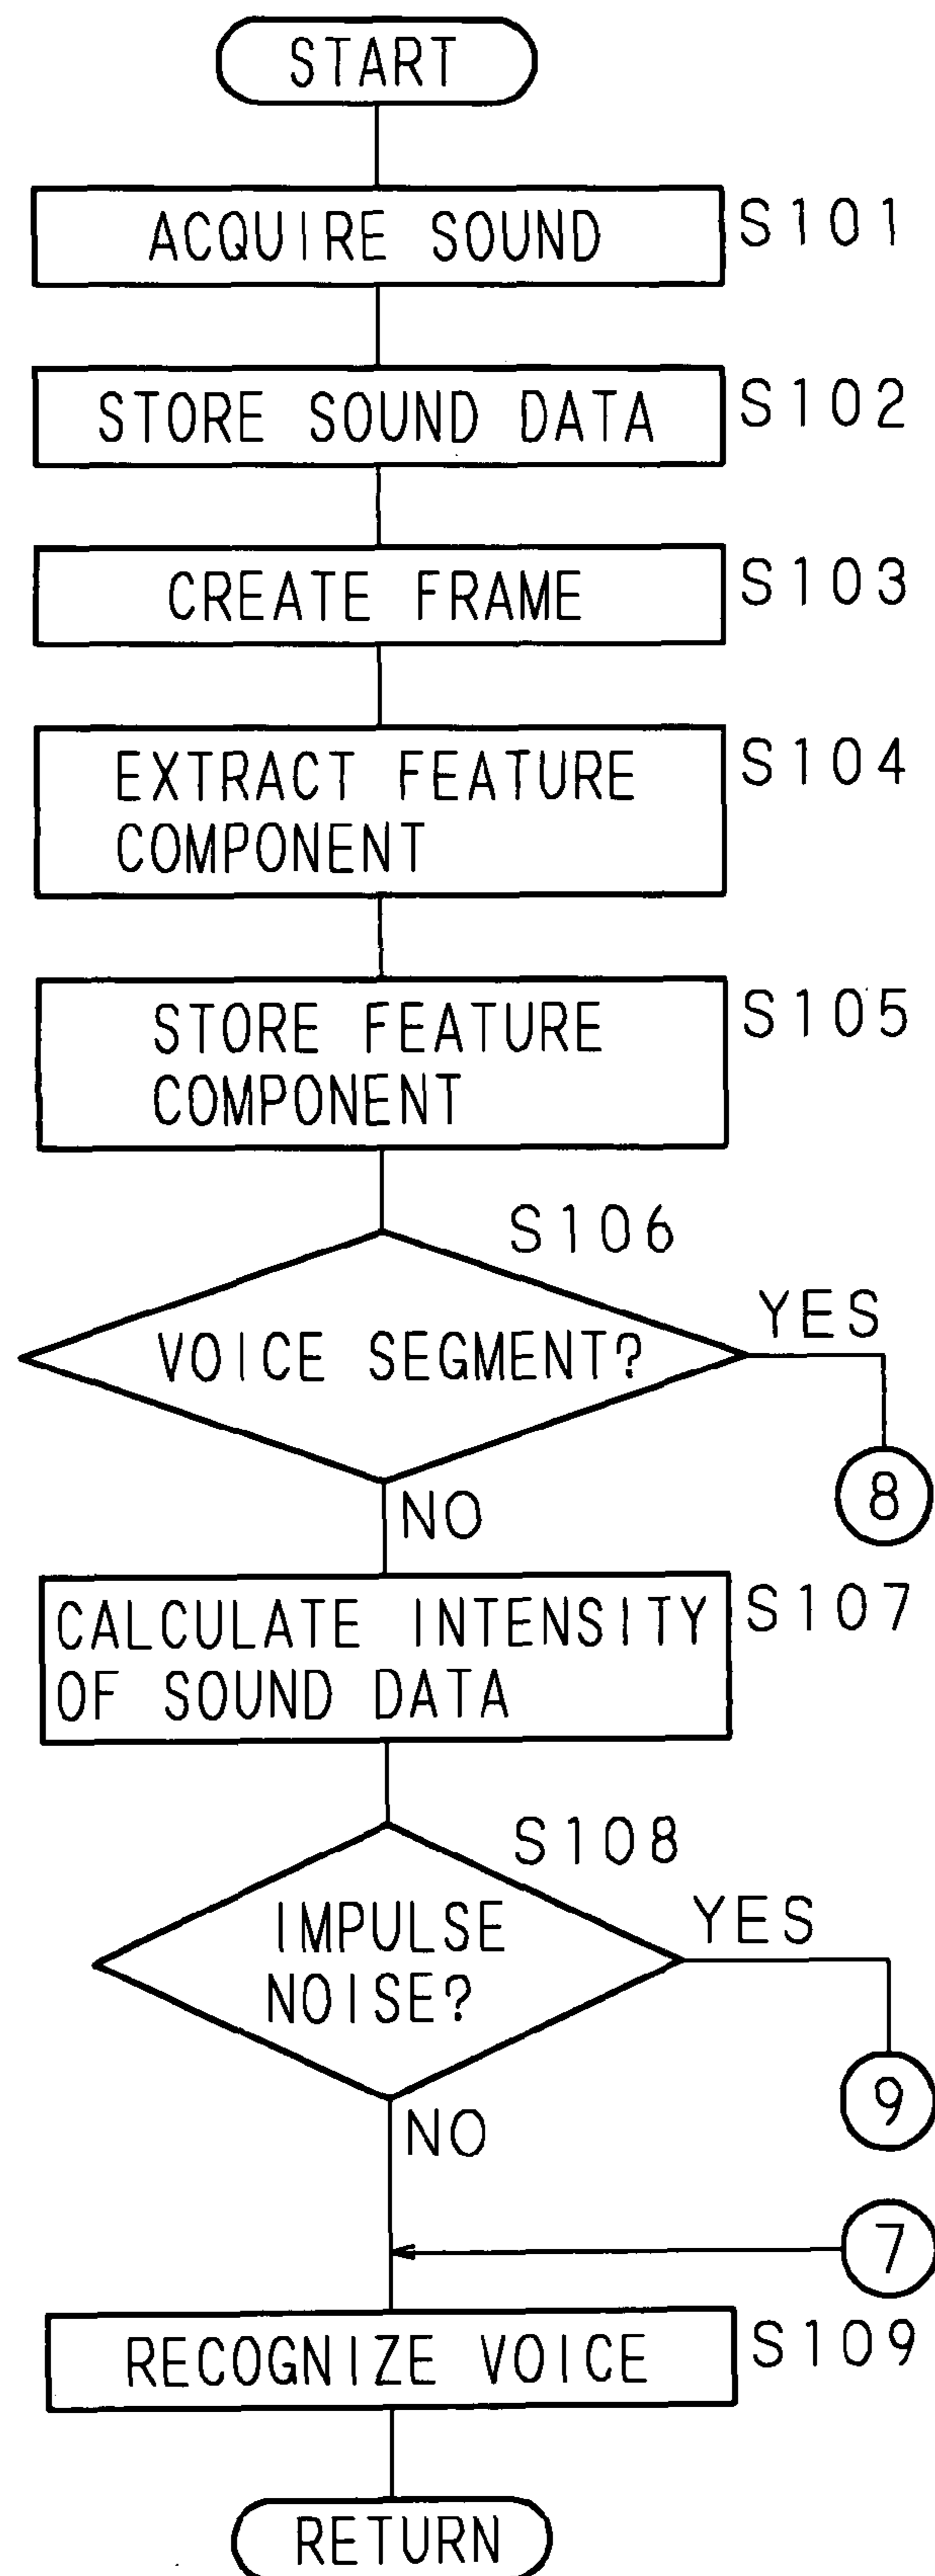 START
ACQUIRE SOUND S101
STORE SOUND DATA S102
CREATE FRAME S103
EXTRACT FEATURE S104
COMPONENT
STORE FEATURE S105
COMPONENT
S106
VOICE SEGMENT? YES
8
NO
CALCULATE INTENSITY S107
OF SOUND DATA
S108
IMPULSE YES
NOISE?
9
NO
7
RECOGNIZE VOICE S109
RETURN